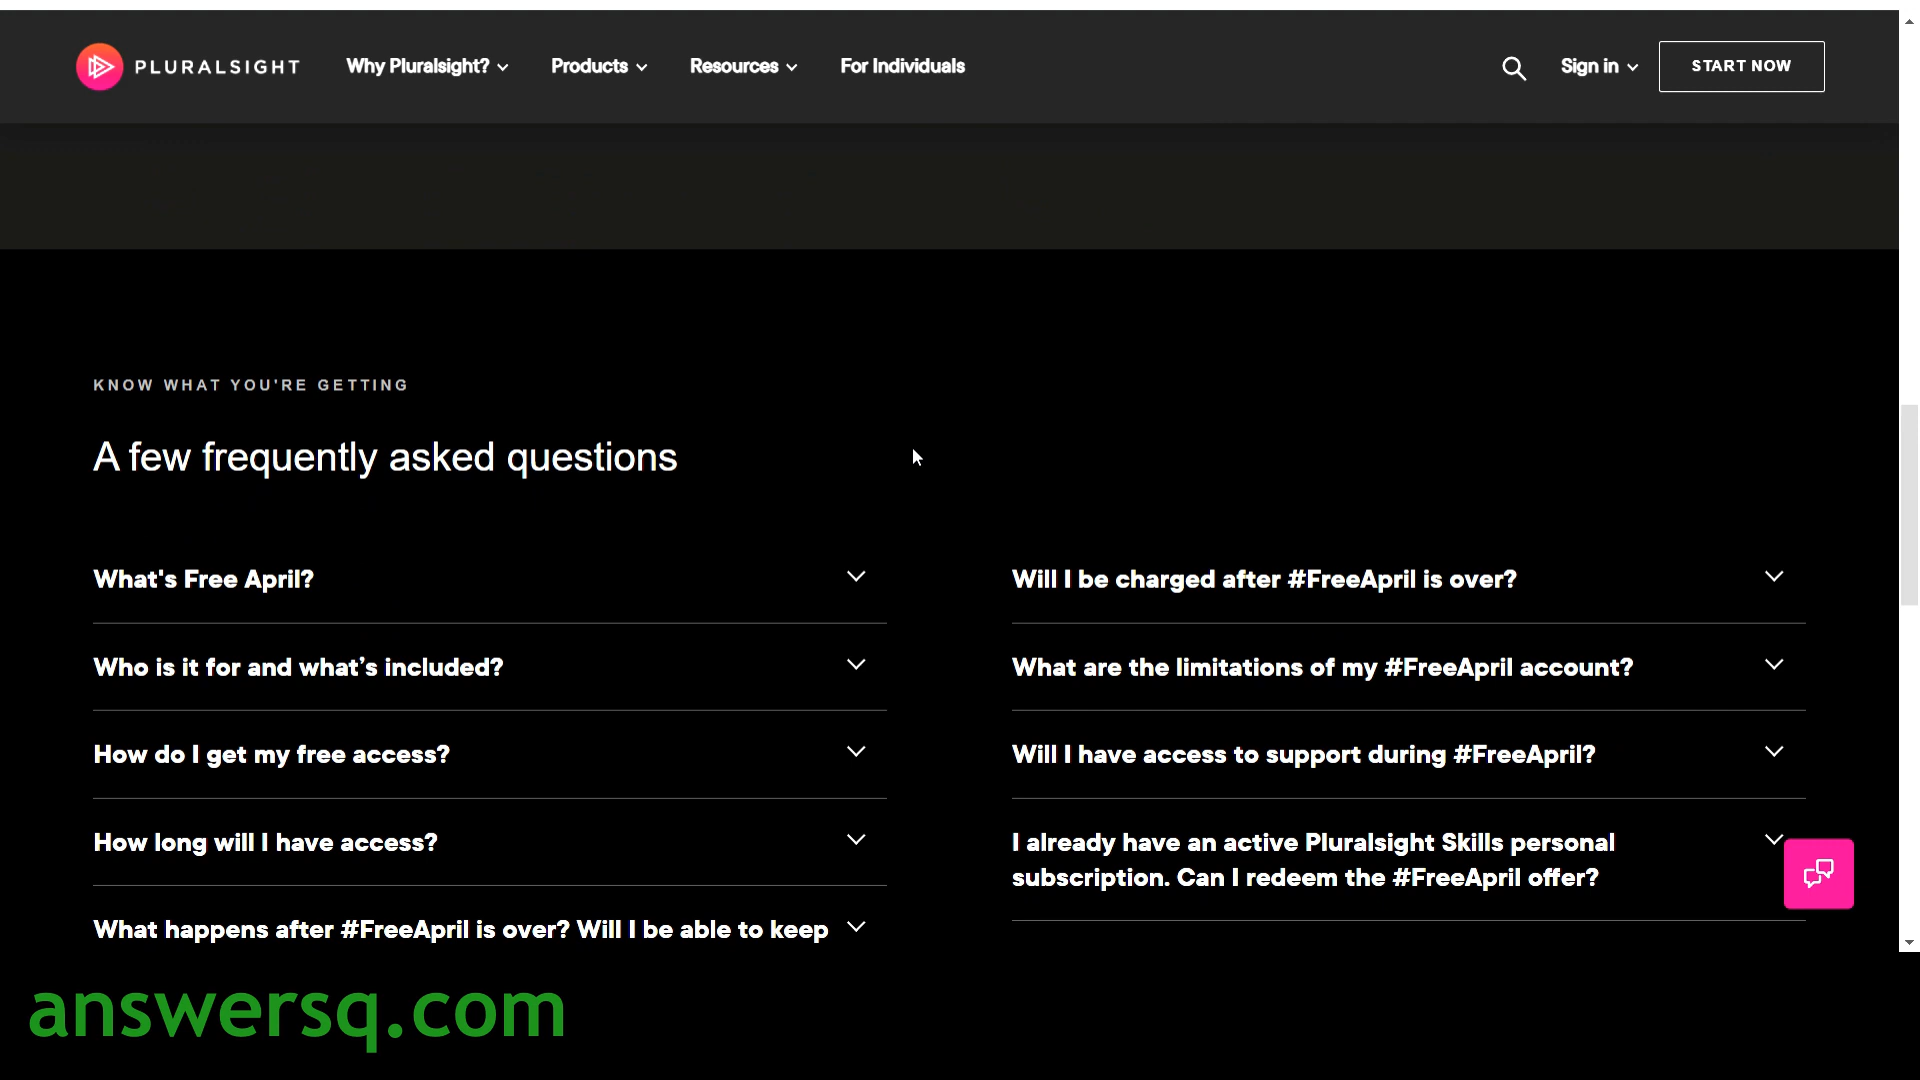 PLURALSIGHT Why Pluralsight? Products Resources For Individuals Sign in START NOW
KNOW WHAT YOU'RE GETTING
A few frequently asked questions
What's Free April?
Who is it for and what’s included?
How do I get my free access?
How long will I have access?
What happens after #FreeApril is over? Will I be able to keep
Will I be charged after #FreeApril is over?
What are the limitations of my #FreeApril account?
Will I have access to support during #FreeApril?
I already have an active Pluralsight Skills personal
subscription. Can I redeem the #FreeApril offer?
answersq.com